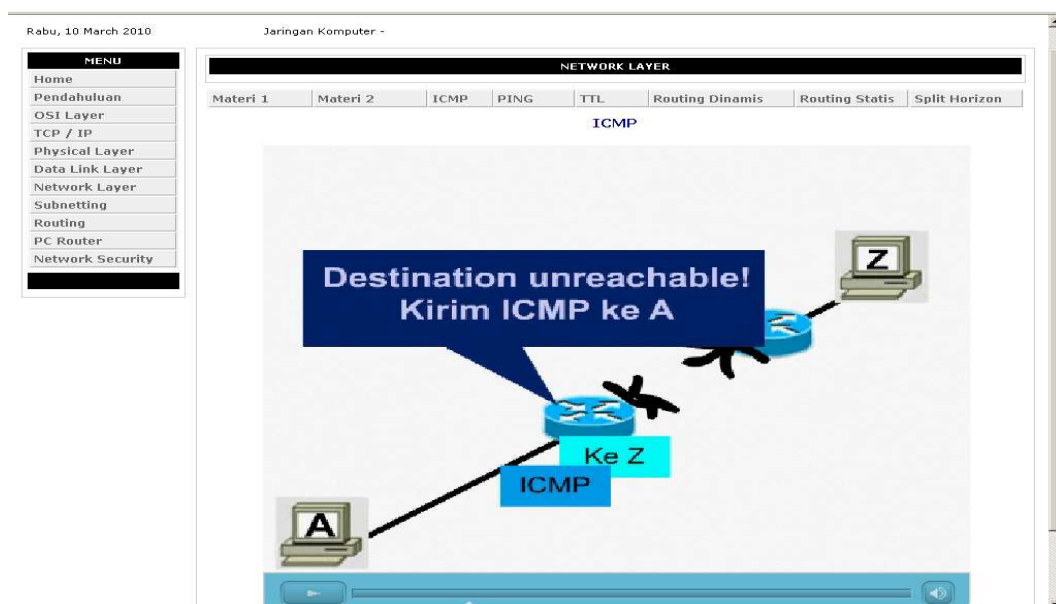 Rabu, 10 March 2010
Jaringan Komputer -
MENU
Home
Pendahuluan
OSI Layer
TCP / IP
Physical Layer
Data Link Layer
Network Layer
Subnetting
Routing
PC Router
Network Security
NETWORK LAYER
Materi 1 Materi 2 ICMP PING TTL Routing Dinamis Routing Statis Split Horizon
ICMP
Destination unreachable!
Kirim ICMP ke A
Z
Ke Z
ICMP
A